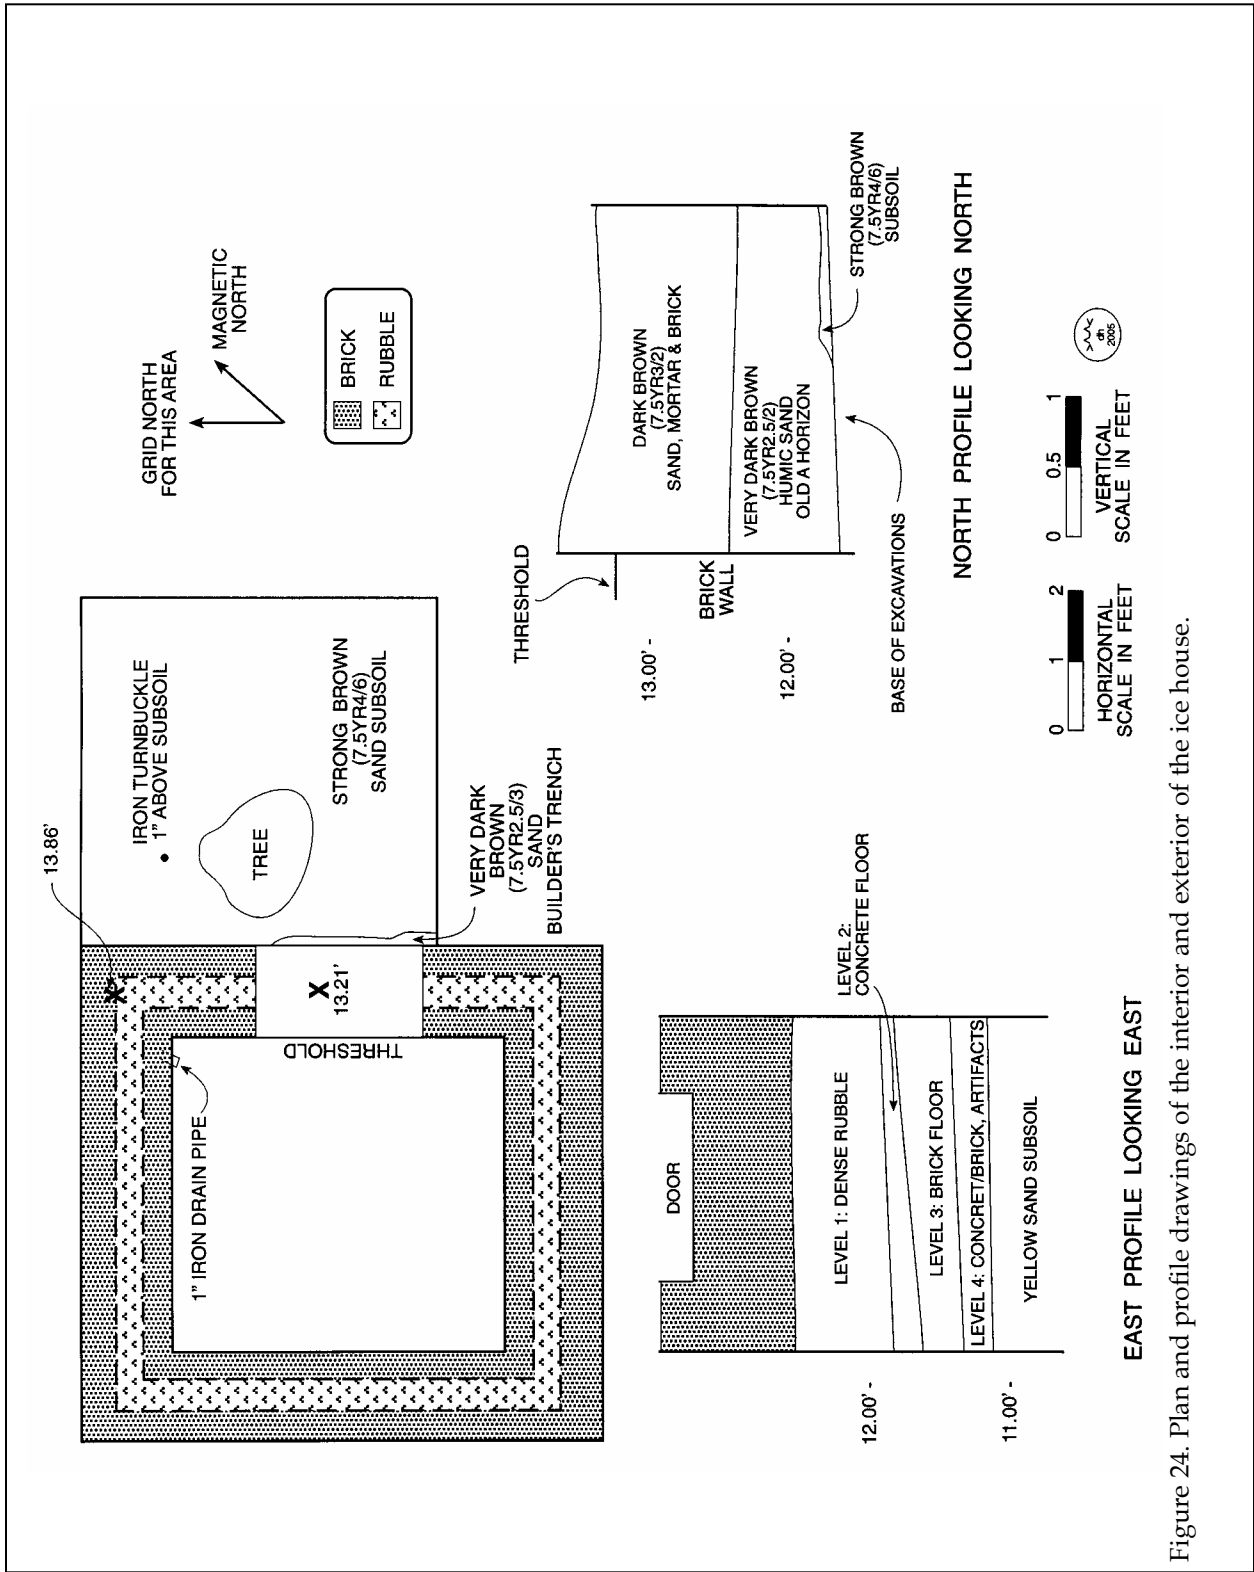 13.86'
IRON TURNBUCKLE
1" ABOVE SUBSOIL
TREE
STRONG BROWN
(7.5YR4/6)
SAND SUBSOIL
VERY DARK
BROWN
(7.5YR2.5/3)
SAND
BUILDER'S TRENCH
X
X
13.21'
THRESHOLD
1" IRON DRAIN PIPE
GRID NORTH
FOR THIS AREA
MAGNETIC
NORTH
BRICK
RUBBLE
DOOR
LEVEL 1: DENSE RUBBLE
LEVEL 2:
CONCRETE FLOOR
LEVEL 3: BRICK FLOOR
LEVEL 4: CONCRET/BRICK, ARTIFACTS
YELLOW SAND SUBSOIL
12.00' -
11.00' -
EAST PROFILE LOOKING EAST
THRESHOLD
13.00' -
BRICK
WALL
12.00' -
DARK BROWN
(7.5YR3/2)
SAND, MORTAR & BRICK
VERY DARK BROWN
(7.5YR2.5/2)
HUMIC SAND
OLD A HORIZON
STRONG BROWN
(7.5YR4/6)
SUBSOIL
BASE OF EXCAVATIONS
NORTH PROFILE LOOKING NORTH
0 1 2
HORIZONTAL
SCALE IN FEET
0 0.5 1
VERTICAL
SCALE IN FEET
dh
2005
Figure 24. Plan and profile drawings of the interior and exterior of the ice house.